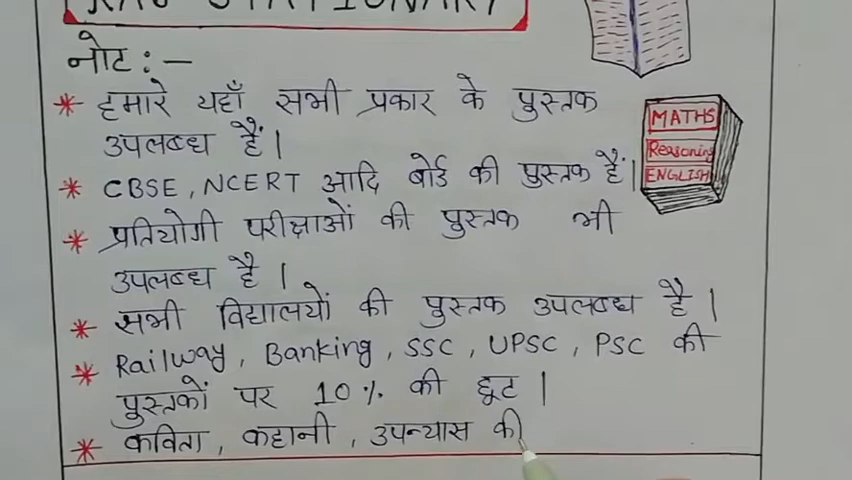 STATIONARY
नोट :-
* हमारे यहाँ सभी प्रकार के पुस्तक
उपलब्ध हैं।
* CBSE, NCERT आदि बोर्ड की पुस्तक हैं।
* प्रतियोगी परीक्षाओं की पुस्तक भी
उपलब्ध है।
* सभी विद्यालयों की पुस्तक उपलब्ध है।
* Railway, Banking, SSC, UPSC, PSC की
पुस्तकों पर 10% की छूट।
* कविता, कहानी, उपन्यास की
MATHS
Reasoning
ENGLISH